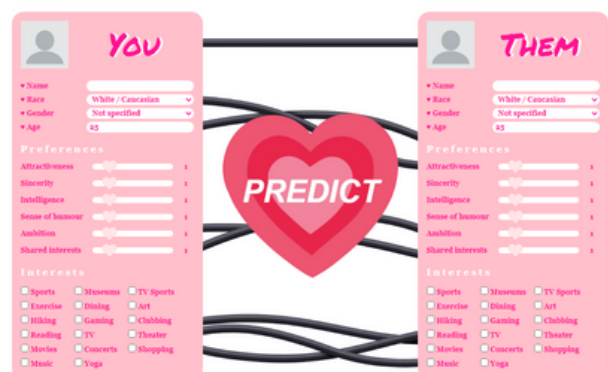 You
♥ Name
♥ Race White / Caucasian
♥ Gender Not specified
♥ Age 25
Preferences
Attractiveness 1
Sincerity 1
Intelligence 1
Sense of humour 1
Ambition 1
Shared interests 1
Interests
Sports Museums TV Sports
Exercise Dining Art
Hiking Gaming Clubbing
Reading TV Theater
Movies Concerts Shopping
Music Yoga
PREDICT
Them
♥ Name
♥ Race White / Caucasian
♥ Gender Not specified
♥ Age 25
Preferences
Attractiveness 1
Sincerity 1
Intelligence 1
Sense of humour 1
Ambition 1
Shared interests 1
Interests
Sports Museums TV Sports
Exercise Dining Art
Hiking Gaming Clubbing
Reading TV Theater
Movies Concerts Shopping
Music Yoga